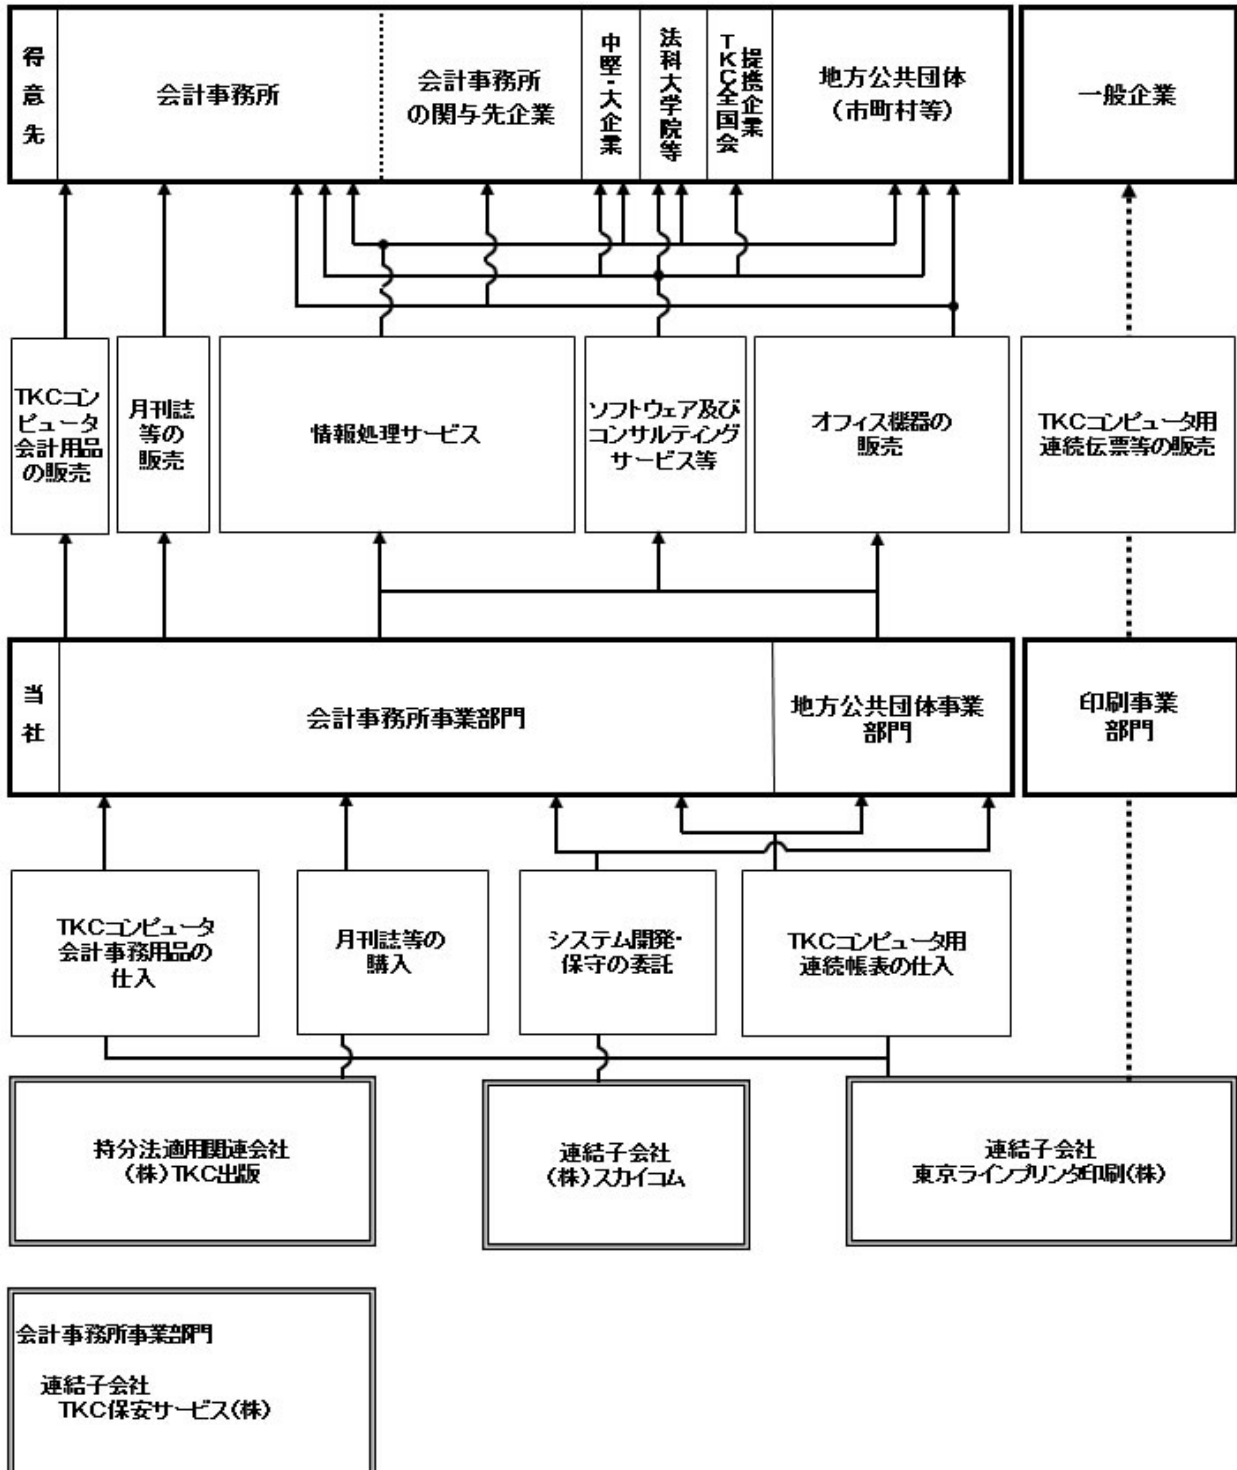 得意先
会計事務所
会計事務所
の関与先企業
中堅・大企業
法科大学院等
提携企業
TKC全国会
地方公共団体
(市町村等)
一般企業
TKCコン
ピュータ
会計用品
の販売
月刊誌
等の
販売
情報処理サービス
ソフトウェア及び
コンサルティング
サービス等
オフィス機器の
販売
TKCコンピュータ用
連続伝票等の販売
当社
会計事務所事業部門
地方公共団体事業
部門
印刷事業
部門
TKCコンピュータ
会計事務用品の
仕入
月刊誌等の
購入
システム開発・
保守の委託
TKCコンピュータ用
連続帳表の仕入
持分法適用関連会社
(株)TKC出版
連結子会社
(株)スカイコム
連結子会社
東京ラインプリンタ印刷(株)
会計事務所事業部門
連結子会社
TKC保安サービス(株)